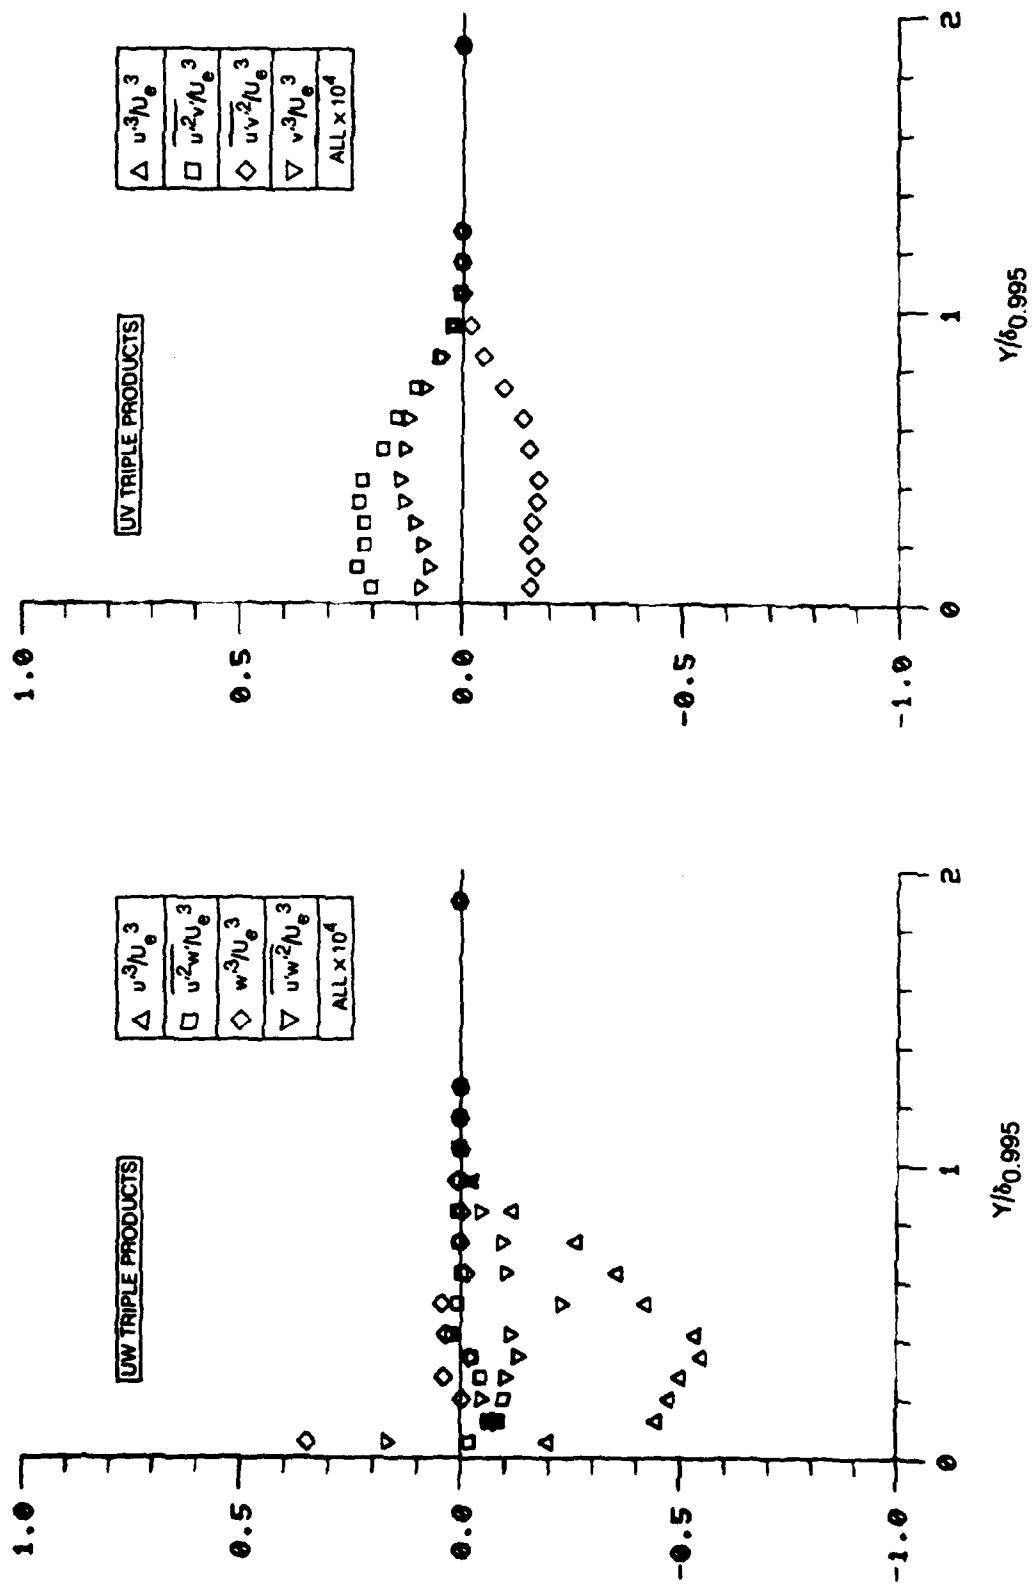 UW TRIPLE PRODUCTS
△ u'³/Uₑ³
□ u'²w'/Uₑ³
◇ w'³/Uₑ³
▽ u'w'²/Uₑ³
ALL × 10⁴
1.0
0.5
0.0
-0.5
-1.0
0
1
2
Y/δ0.995
UV TRIPLE PRODUCTS
△ u'³/Uₑ³
□ u'²v'/Uₑ³
◇ u'v'²/Uₑ³
▽ v'³/Uₑ³
ALL × 10⁴
1.0
0.5
0.0
-0.5
-1.0
0
1
2
Y/δ0.995